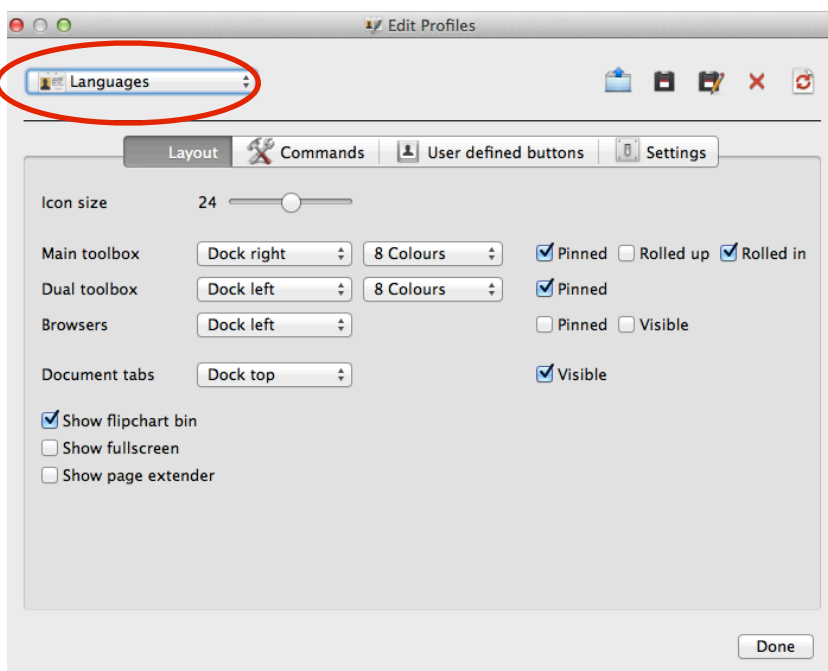 Edit Profiles
Languages
Layout Commands User defined buttons Settings
Icon size 24
Main toolbox Dock right 8 Colours Pinned Rolled up Rolled in
Dual toolbox Dock left 8 Colours Pinned
Browsers Dock left Pinned Visible
Document tabs Dock top Visible
Show flipchart bin
Show fullscreen
Show page extender
Done